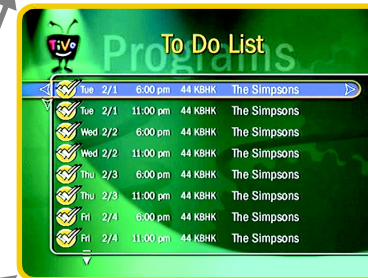 TiVo
Programs
To Do List
Tue 2/1 6:00 pm 44 KBHK The Simpsons
Tue 2/1 11:00 pm 44 KBHK The Simpsons
Wed 2/2 6:00 pm 44 KBHK The Simpsons
Wed 2/2 11:00 pm 44 KBHK The Simpsons
Thu 2/3 6:00 pm 44 KBHK The Simpsons
Thu 2/3 11:00 pm 44 KBHK The Simpsons
Fri 2/4 6:00 pm 44 KBHK The Simpsons
Fri 2/4 11:00 pm 44 KBHK The Simpsons